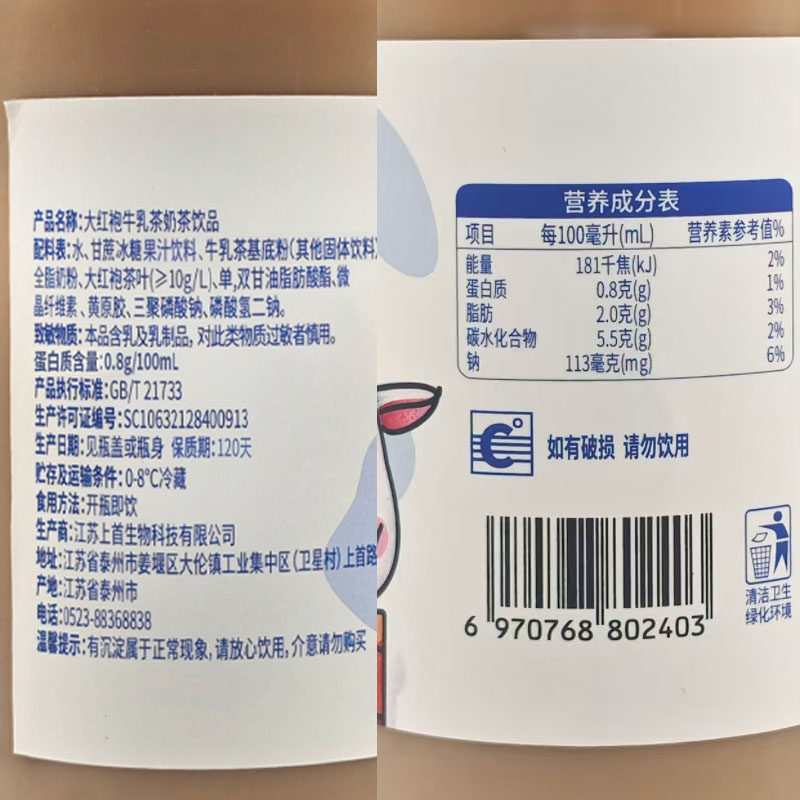 产品名称:大红袍牛乳茶奶茶饮品
配料表:水、甘蔗冰糖果汁饮料、牛乳茶基底粉(其他固体饮料)
全脂奶粉、大红袍茶叶(≥10g/L)、单,双甘油脂肪酸酯、微
晶纤维素、黄原胶、三聚磷酸钠、磷酸氢二钠。
致敏物质:本品含乳及乳制品,对此类物质过敏者慎用。
蛋白质含量:0.8g/100mL
产品执行标准:GB/T 21733
生产许可证编号:SC10632128400913
生产日期:见瓶盖或瓶身 保质期:120天
贮存及运输条件:0-8°C冷藏
食用方法:开瓶即饮
生产商:江苏上首生物科技有限公司
地址:江苏省泰州市姜堰区大伦镇工业集中区(卫星村)上首路
产地:江苏省泰州市
电话:0523-88368838
温馨提示:有沉淀属于正常现象,请放心饮用,介意请勿购买
营养成分表
项目 每100毫升(mL) 营养素参考值%
能量 181千焦(kJ) 2%
蛋白质 0.8克(g) 1%
脂肪 2.0克(g) 3%
碳水化合物 5.5克(g) 2%
钠 113毫克(mg) 6%
如有破损 请勿饮用
6 970768 802403
清洁卫生
绿化环境